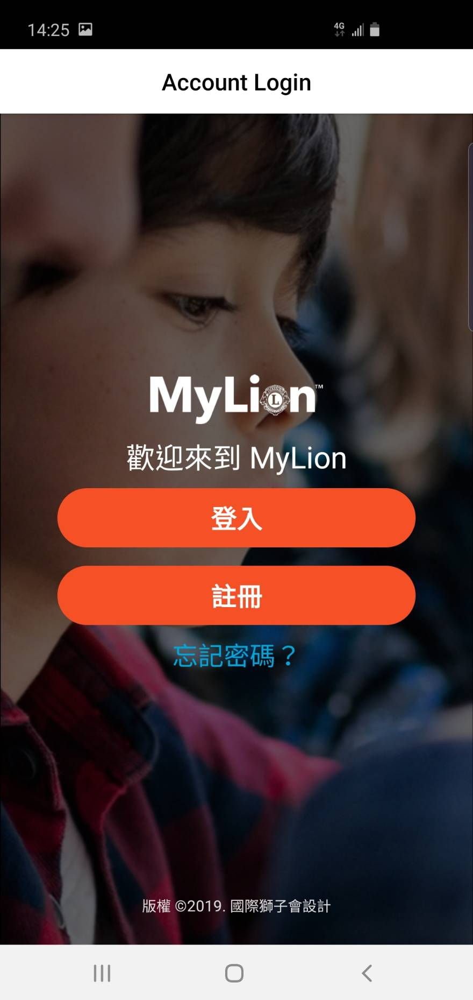 14:25
4G
Account Login
MyLion™
歡迎來到 MyLion
登入
註冊
忘記密碼？
版權 ©2019. 國際獅子會設計